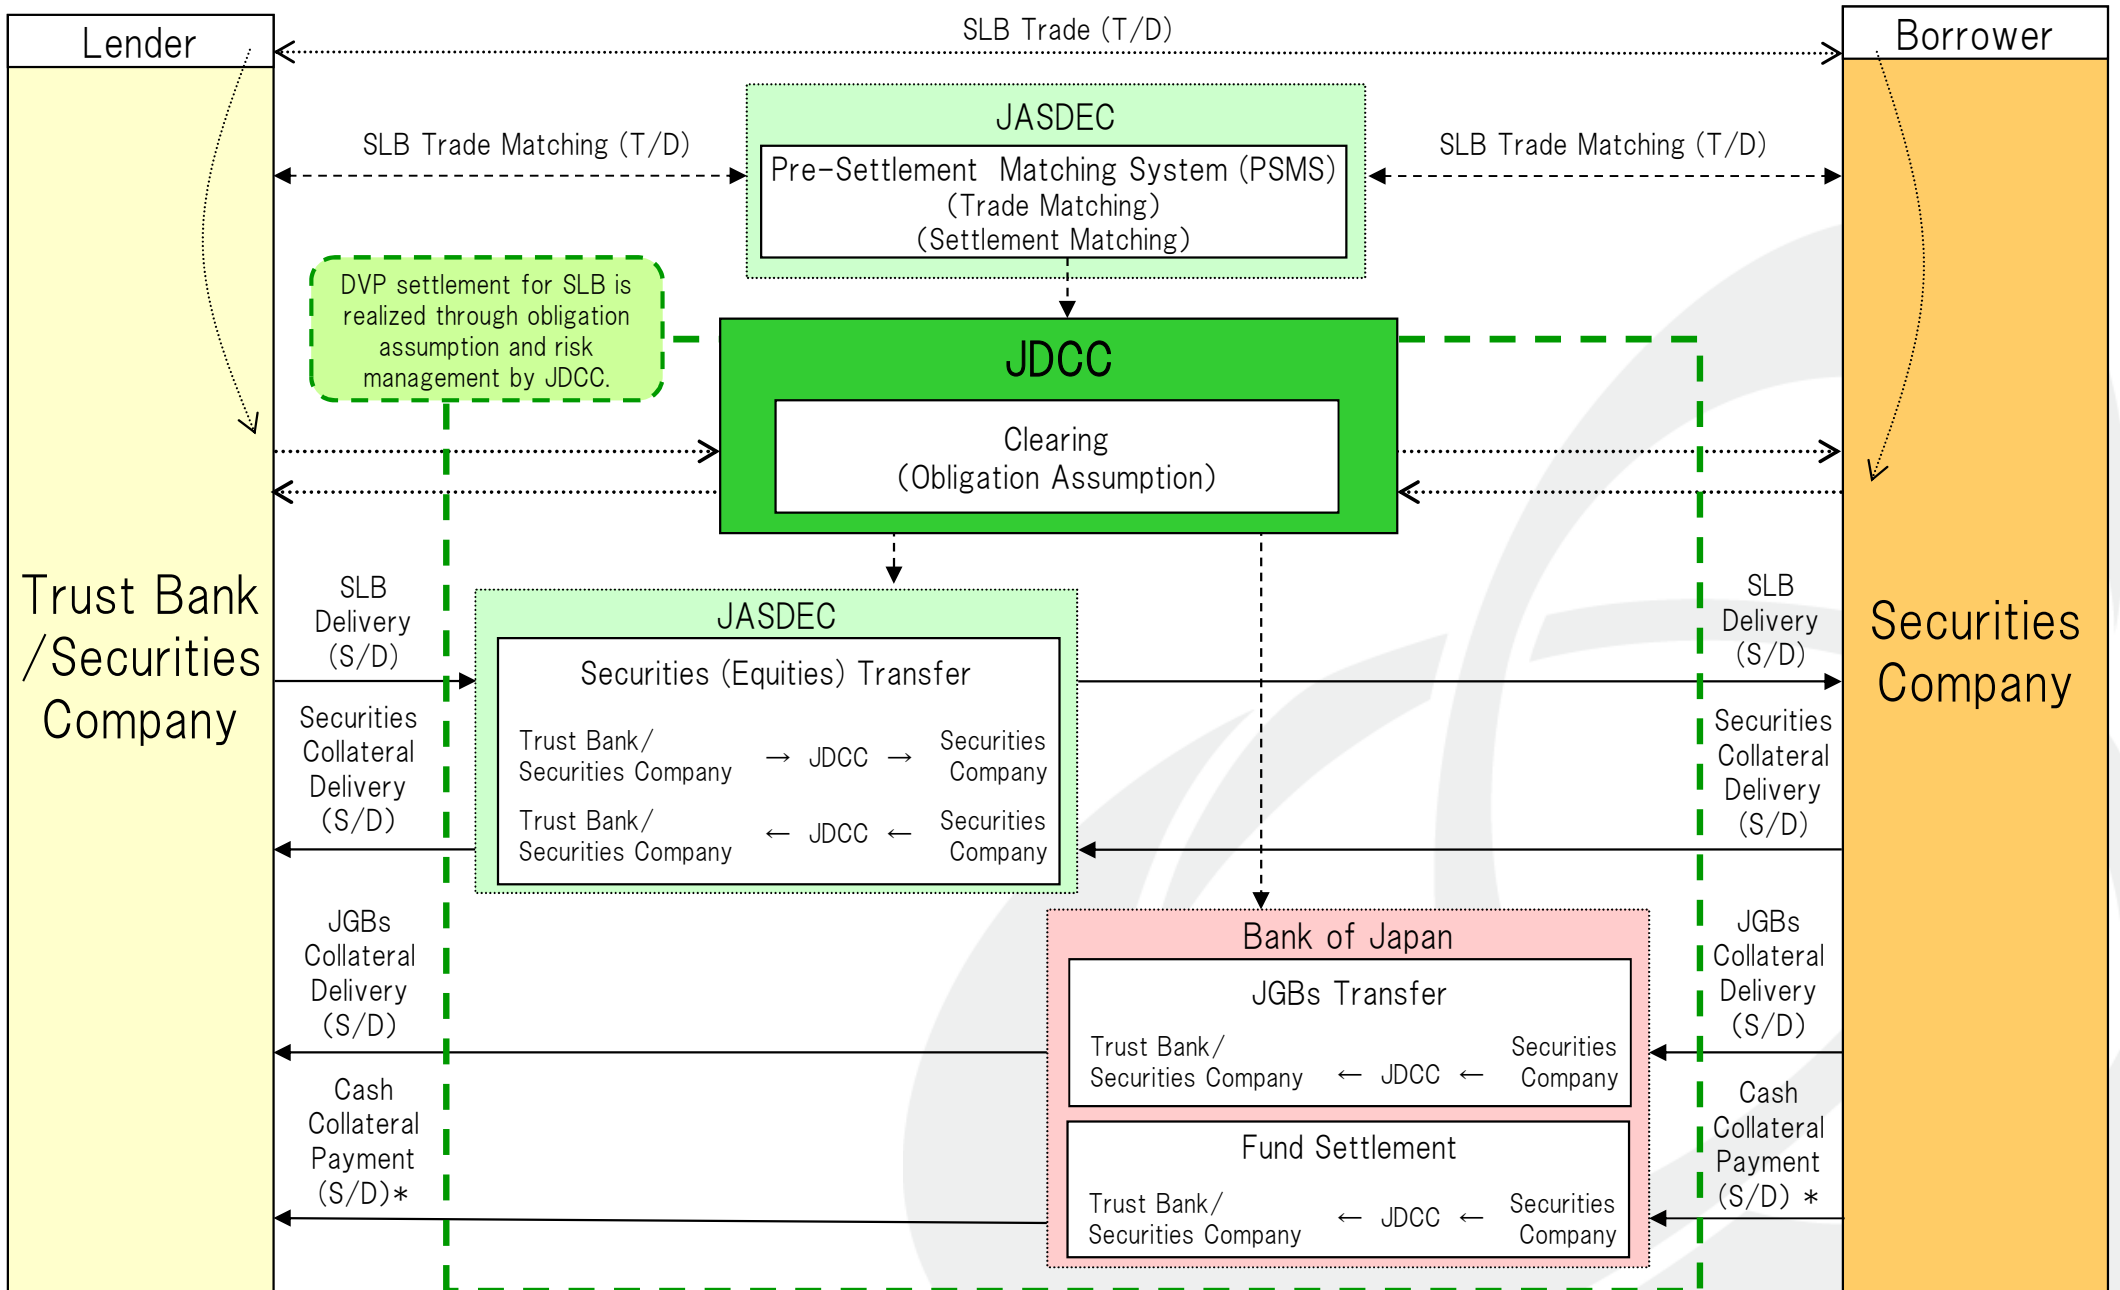 SLB Trade (T/D)
Lender
Borrower
JASDEC
SLB Trade Matching (T/D)
SLB Trade Matching (T/D)
Pre-Settlement Matching System (PSMS)
(Trade Matching)
(Settlement Matching)
DVP settlement for SLB is
realized through obligation
assumption and risk
management by JDCC.
JDCC
Clearing
(Obligation Assumption)
Trust Bank
/Securities
Company
Securities
Company
SLB
Delivery
(S/D)
SLB
Delivery
(S/D)
JASDEC
Securities (Equities) Transfer
Trust Bank/
Securities Company
→ JDCC →
Securities
Company
Trust Bank/
Securities Company
← JDCC ←
Securities
Company
Securities
Collateral
Delivery
(S/D)
Securities
Collateral
Delivery
(S/D)
JGBs
Collateral
Delivery
(S/D)
Bank of Japan
JGBs Transfer
Trust Bank/
Securities Company
← JDCC ←
Securities
Company
JGBs
Collateral
Delivery
(S/D)
Cash
Collateral
Payment
(S/D)*
Fund Settlement
Trust Bank/
Securities Company
← JDCC ←
Securities
Company
Cash
Collateral
Payment
(S/D) *